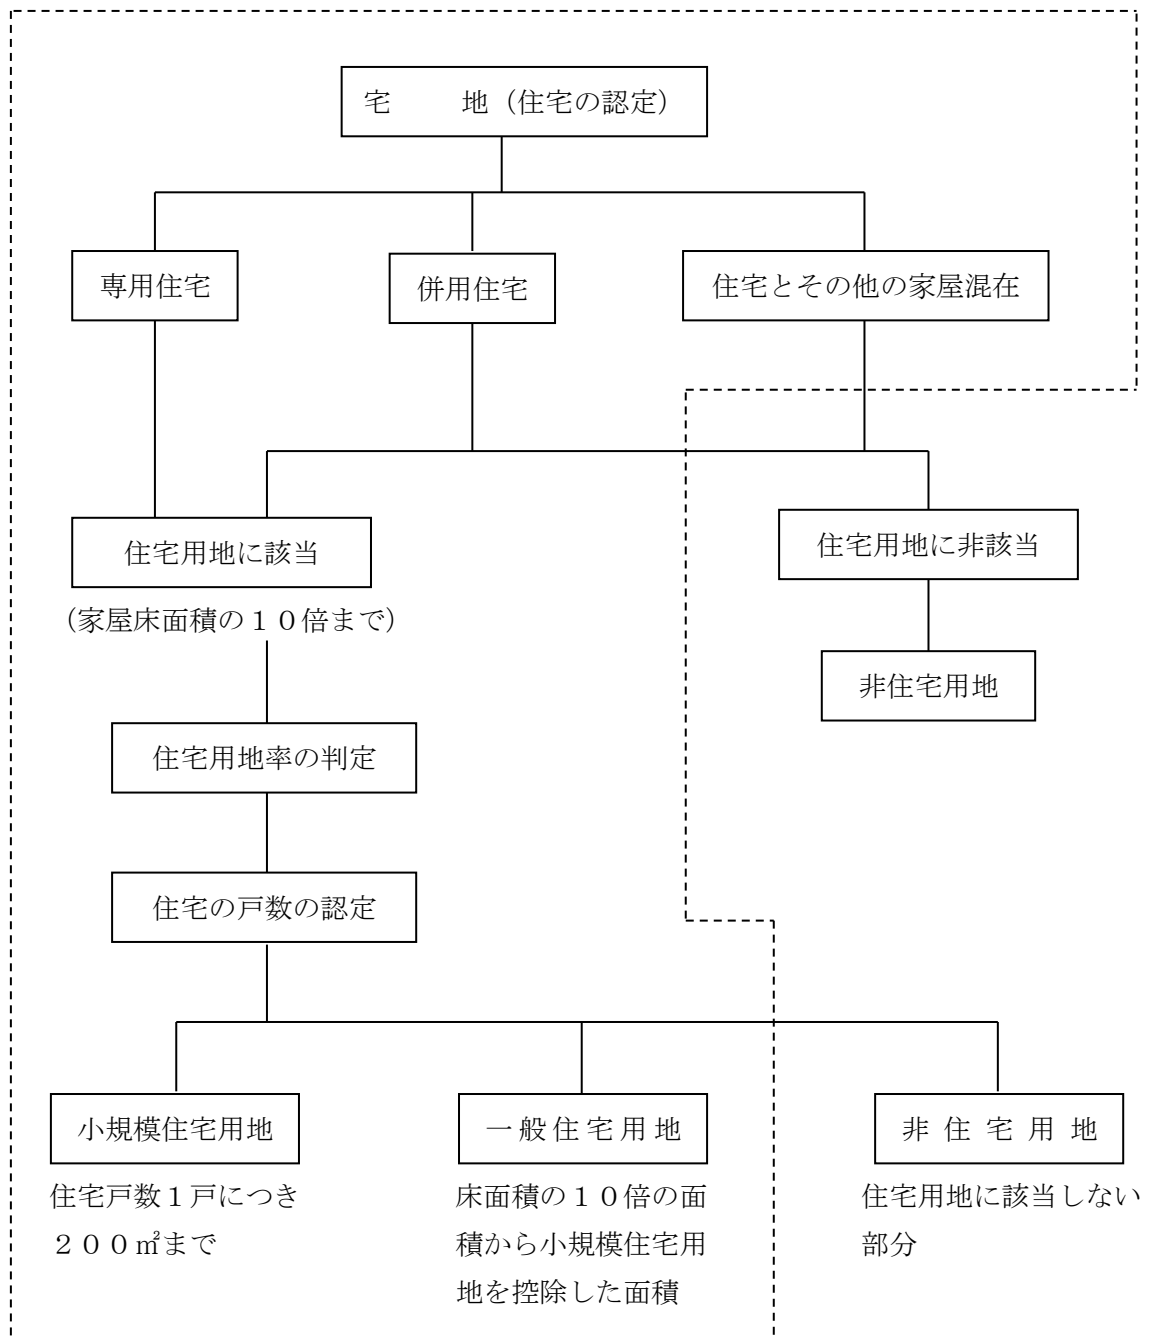 宅　　地（住宅の認定）
専用住宅
併用住宅
住宅とその他の家屋混在
住宅用地に該当
（家屋床面積の１０倍まで）
住宅用地に非該当
非住宅用地
住宅用地率の判定
住宅の戸数の認定
小規模住宅用地
住宅戸数１戸につき
２００㎡まで
一般住宅用地
床面積の１０倍の面
積から小規模住宅用
地を控除した面積
非住宅用地
住宅用地に該当しない
部分